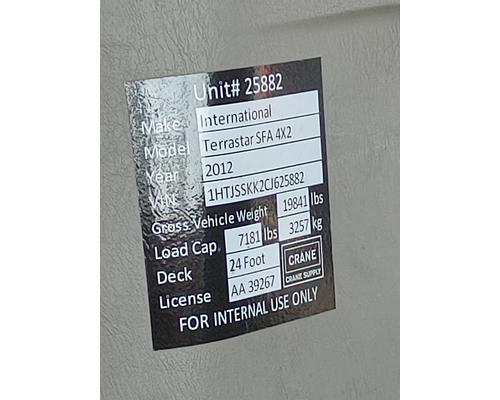 Unit# 25882
Make International
Model Terrastar SFA 4X2
Year 2012
VIN: 1HTJSSKK2CJ625882
Gross Vehicle Weight 19841 lbs
Load Cap. 7181 lbs 3257 kg
Deck 24 Foot
CRANE
CRANE SUPPLY
License AA 39267
FOR INTERNAL USE ONLY